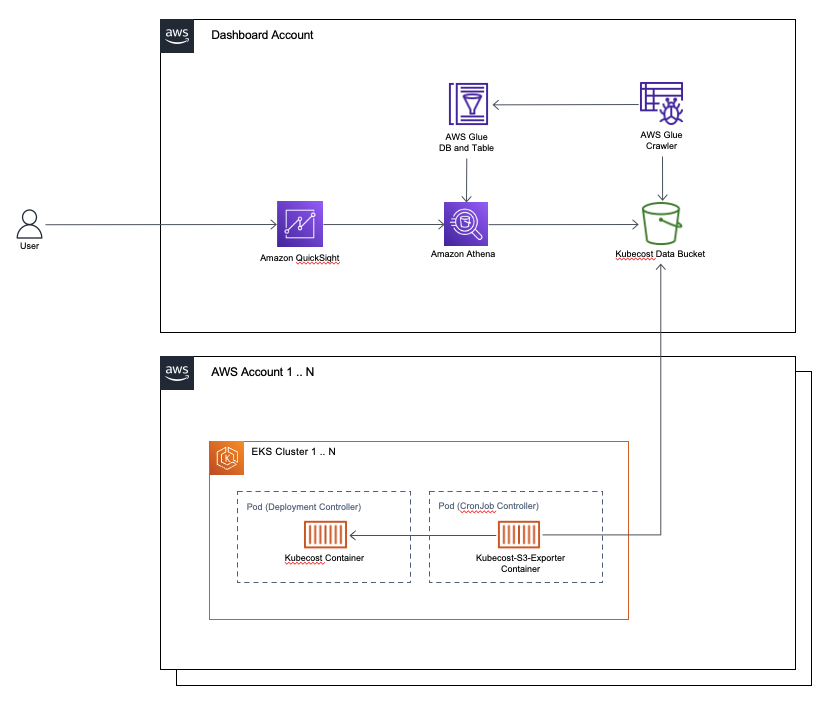 aws
Dashboard Account
AWS Glue
DB and Table
AWS Glue
Crawler
User
Amazon QuickSight
Amazon Athena
Kubecost Data Bucket
aws
AWS Account 1 .. N
K
EKS Cluster 1 .. N
Pod (Deployment Controller)
Pod (CronJob Controller)
Kubecost Container
Kubecost-S3-Exporter
Container